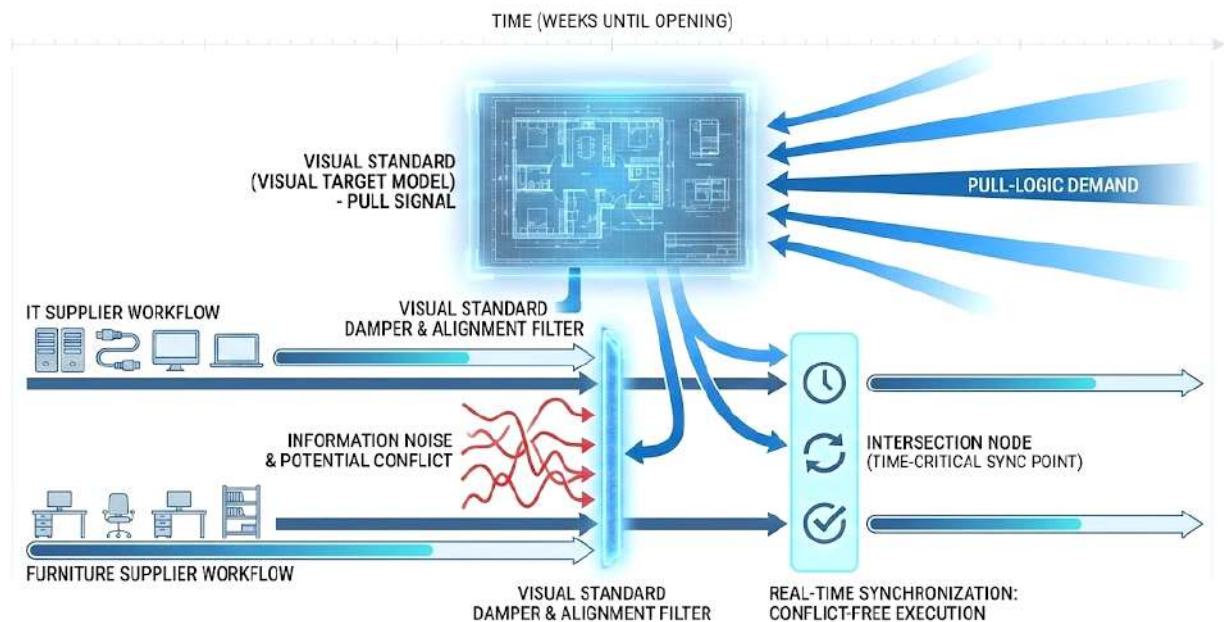 TIME (WEEKS UNTIL OPENING)
VISUAL STANDARD
(VISUAL TARGET MODEL)
- PULL SIGNAL
PULL-LOGIC DEMAND
IT SUPPLIER WORKFLOW
VISUAL STANDARD
DAMPER & ALIGNMENT FILTER
INFORMATION NOISE
& POTENTIAL CONFLICT
INTERSECTION NODE
(TIME-CRITICAL SYNC POINT)
FURNITURE SUPPLIER WORKFLOW
VISUAL STANDARD
DAMPER & ALIGNMENT FILTER
REAL-TIME SYNCHRONIZATION:
CONFLICT-FREE EXECUTION